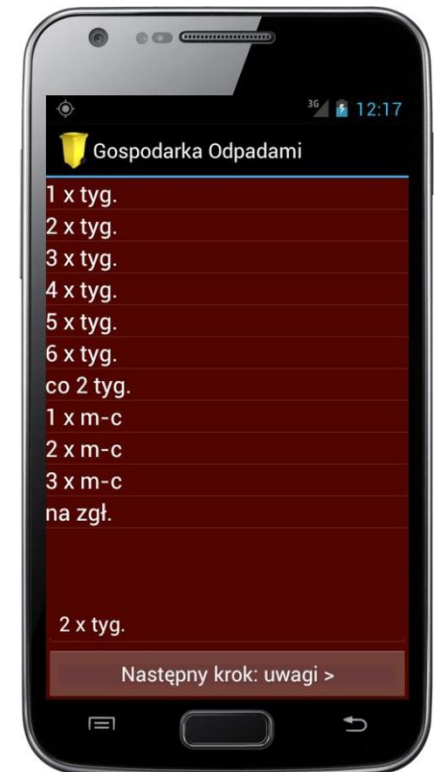 3G 12:17
Gospodarka Odpadami
1 x tyg.
2 x tyg.
3 x tyg.
4 x tyg.
5 x tyg.
6 x tyg.
co 2 tyg.
1 x m-c
2 x m-c
3 x m-c
na zgł.
2 x tyg.
Następny krok: uwagi >